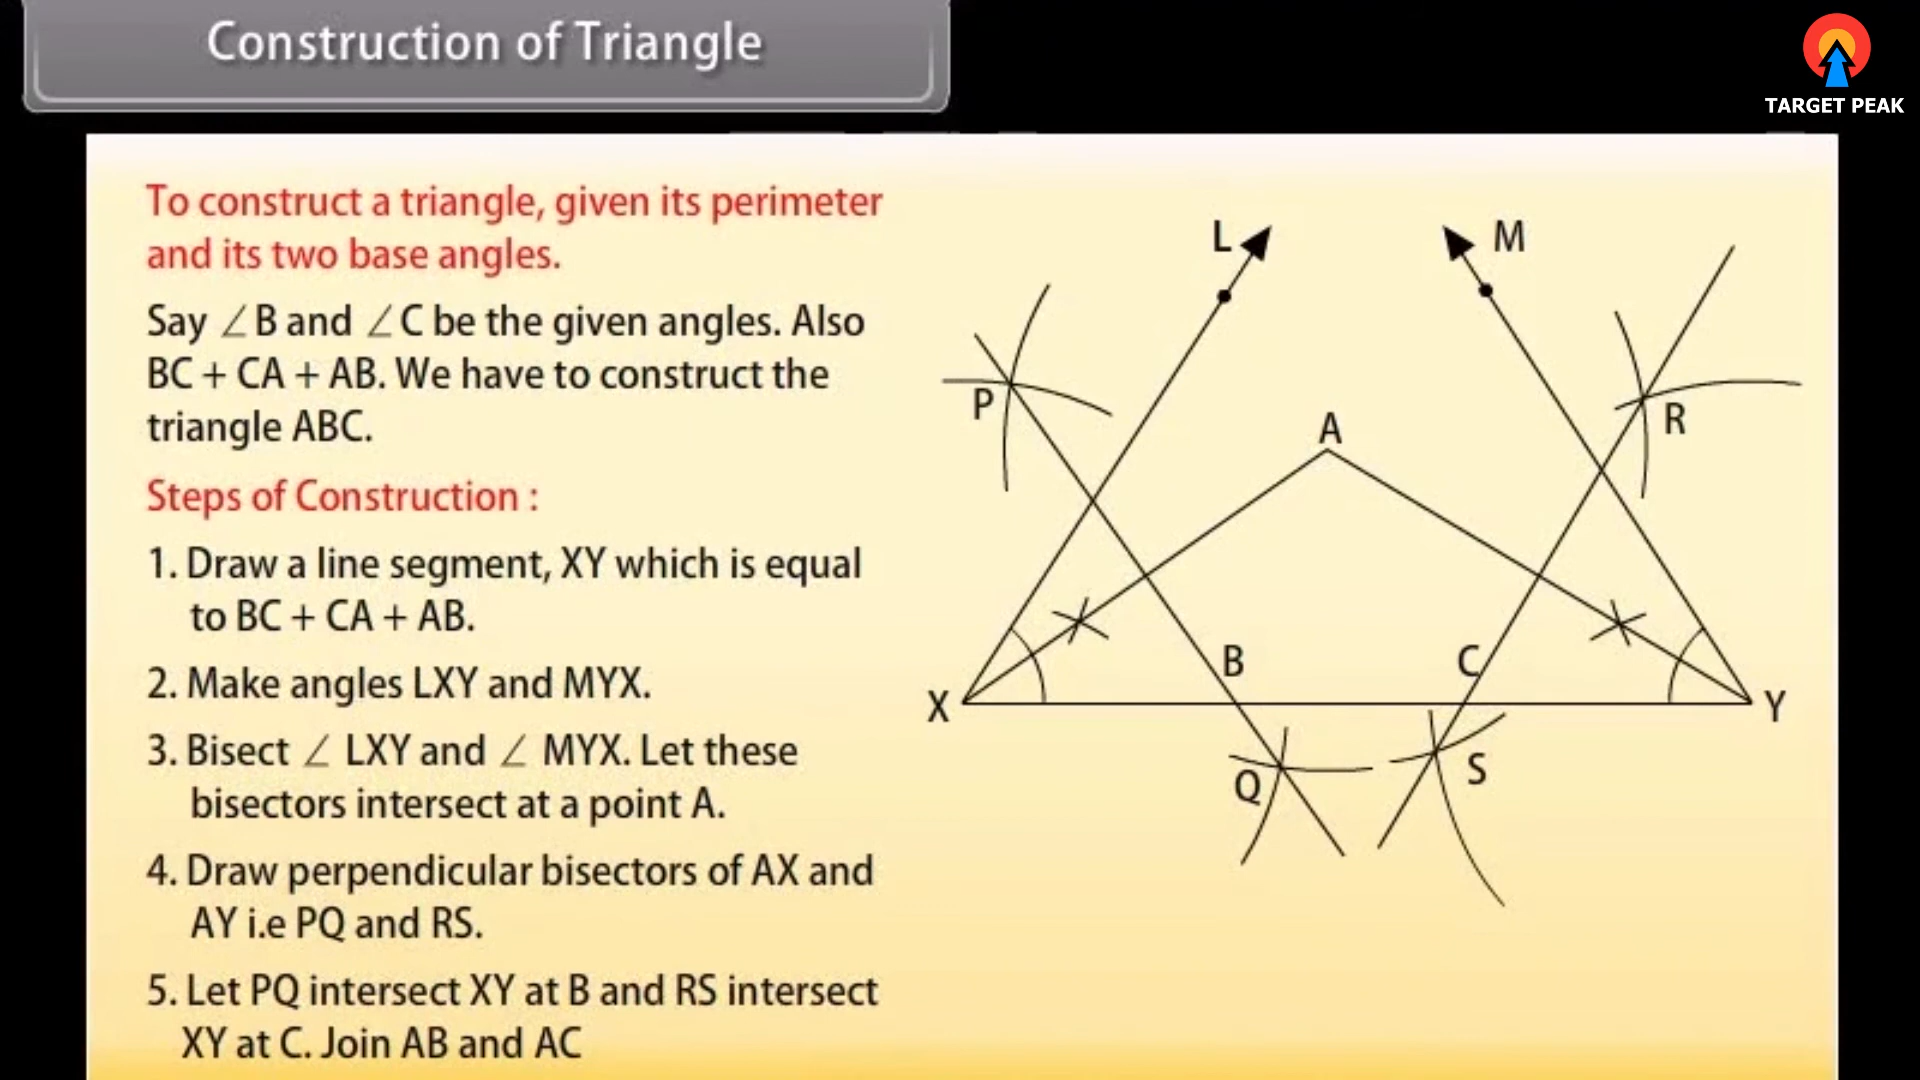 Construction of Triangle
TARGET PEAK
To construct a triangle, given its perimeter
and its two base angles.
Say ∠B and ∠C be the given angles. Also
BC + CA + AB. We have to construct the
triangle ABC.
Steps of Construction :
1. Draw a line segment, XY which is equal
to BC + CA + AB.
2. Make angles LXY and MYX.
3. Bisect ∠ LXY and ∠ MYX. Let these
bisectors intersect at a point A.
4. Draw perpendicular bisectors of AX and
AY i.e PQ and RS.
5. Let PQ intersect XY at B and RS intersect
XY at C. Join AB and AC
L
M
P
R
A
B
C
X
Y
Q
S